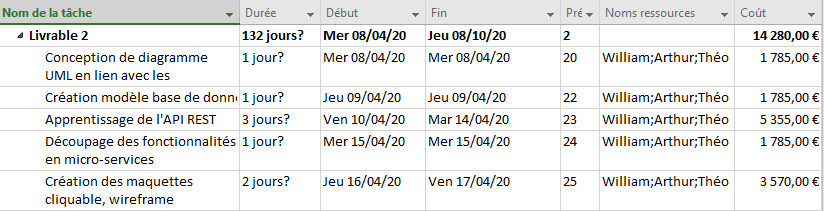 Nom de la tâche Durée Début Fin Pré Noms ressources Coût
Livrable 2 132 jours? Mer 08/04/20 Jeu 08/10/20 2 14 280,00 €
Conception de diagramme 1 jour? Mer 08/04/20 Mer 08/04/20 20 William;Arthur;Théo 1 785,00 €
UML en lien avec les
Création modèle base de donn 1 jour? Jeu 09/04/20 Jeu 09/04/20 22 William;Arthur;Théo 1 785,00 €
Apprentissage de l'API REST 3 jours? Ven 10/04/20 Mar 14/04/20 23 William;Arthur;Théo 5 355,00 €
Découpage des fonctionnalités 1 jour? Mer 15/04/20 Mer 15/04/20 24 William;Arthur;Théo 1 785,00 €
en micro-services
Création des maquettes 2 jours? Jeu 16/04/20 Ven 17/04/20 25 William;Arthur;Théo 3 570,00 €
cliquable, wireframe